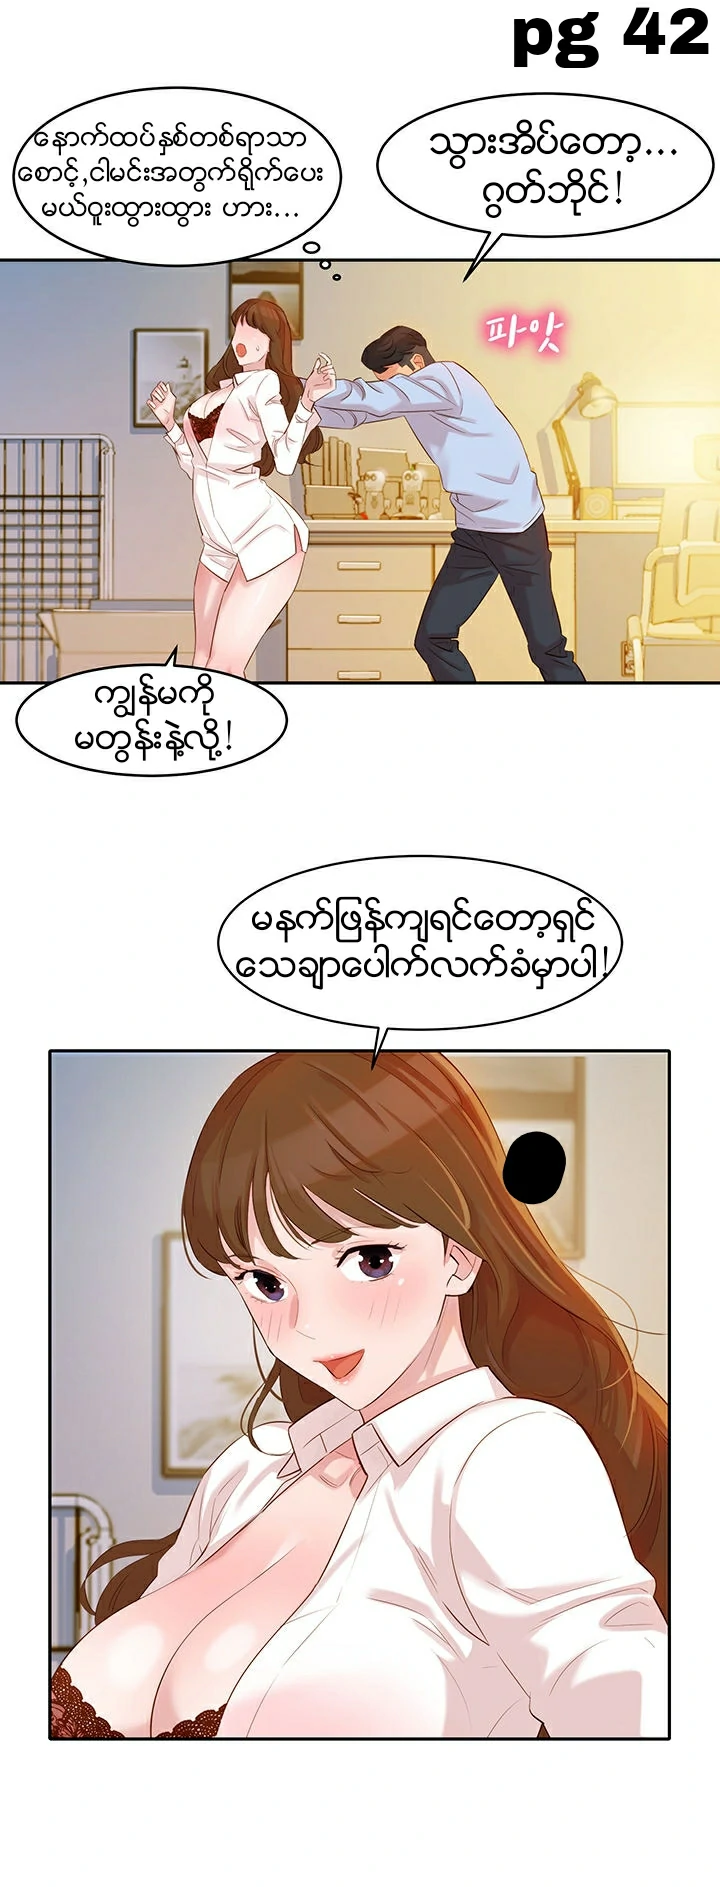 pg 42
နောက်ထပ်နှစ်တစ်ရာသာ
စောင့်,ငါမင်းအတွက်ရိုက်ပေး
မယ်ဝူးထွားထွား ဟား...
သွားအိပ်တော့...
ဂွတ်ဘိုင်!
파앗
ကျွန်မကို
မတွန်းနဲ့လို့!
မနက်ဖြန်ကျရင်တော့ရှင်
သေချာပေါက်လက်ခံမှာပါ!